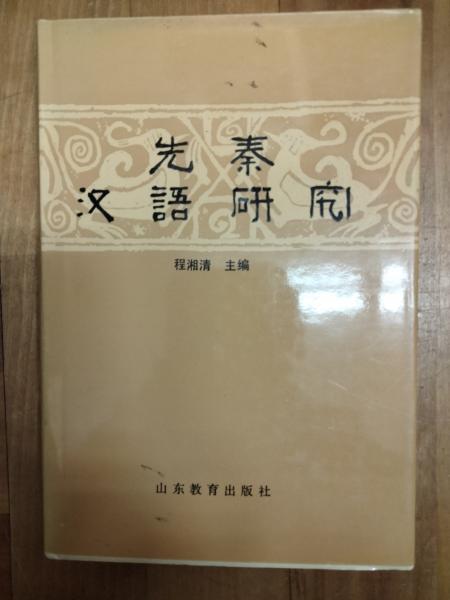 先秦
汉語研究
程湘清 主编
山东教育出版社